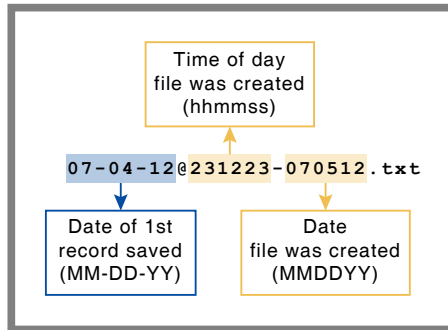 Time of day
file was created
(hhmmss)
07-04-12@231223-070512.txt
Date of 1st
record saved
(MM-DD-YY)
Date
file was created
(MMDDYY)